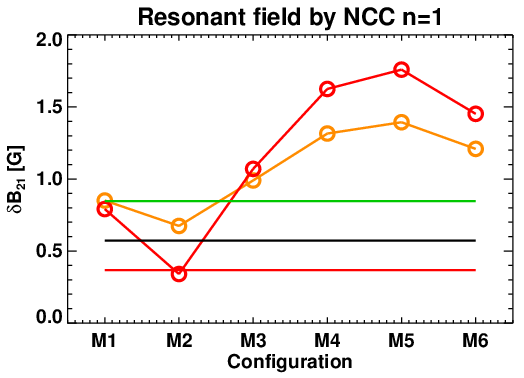 Resonant field by NCC n=1
δB₂₁ [G]
2.0
1.5
1.0
0.5
0.0
M1 M2 M3 M4 M5 M6
Configuration